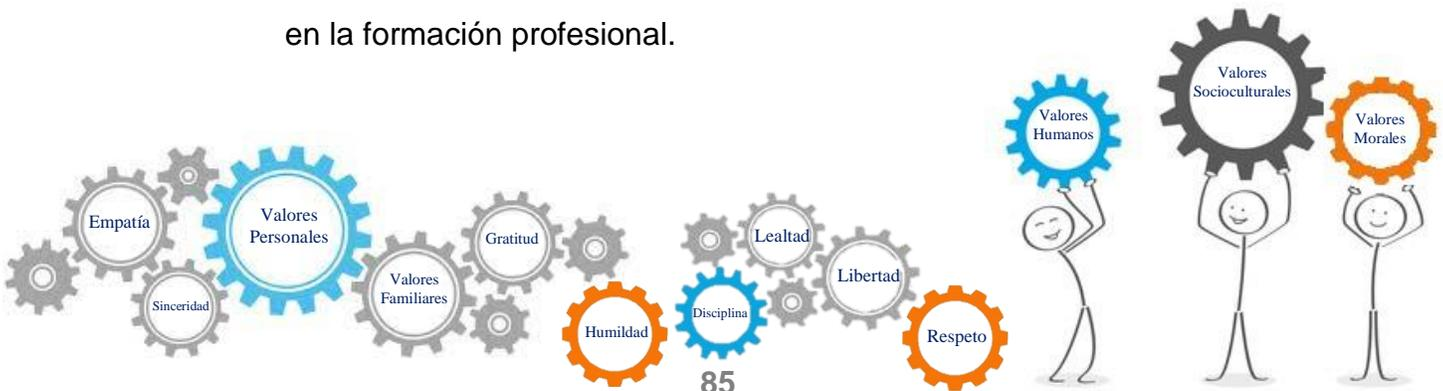 en la formación profesional.
Valores
Socioculturales
Valores
Humanos
Valores
Morales
Empatía
Valores
Personales
Gratitud
Lealtad
Sinceridad
Valores
Familiares
Libertad
Humildad
Disciplina
Respeto
85